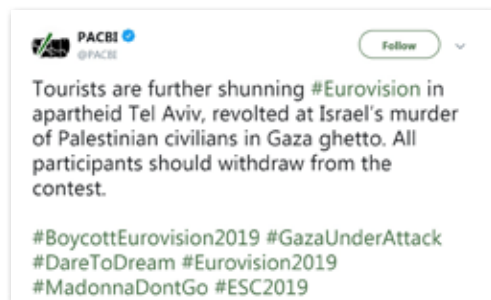 PACBI
@PACBI
Follow
Tourists are further shunning #Eurovision in
apartheid Tel Aviv, revolted at Israel's murder
of Palestinian civilians in Gaza ghetto. All
participants should withdraw from the
contest.
#BoycottEurovision2019 #GazaUnderAttack
#DareToDream #Eurovision2019
#MadonnaDontGo #ESC2019